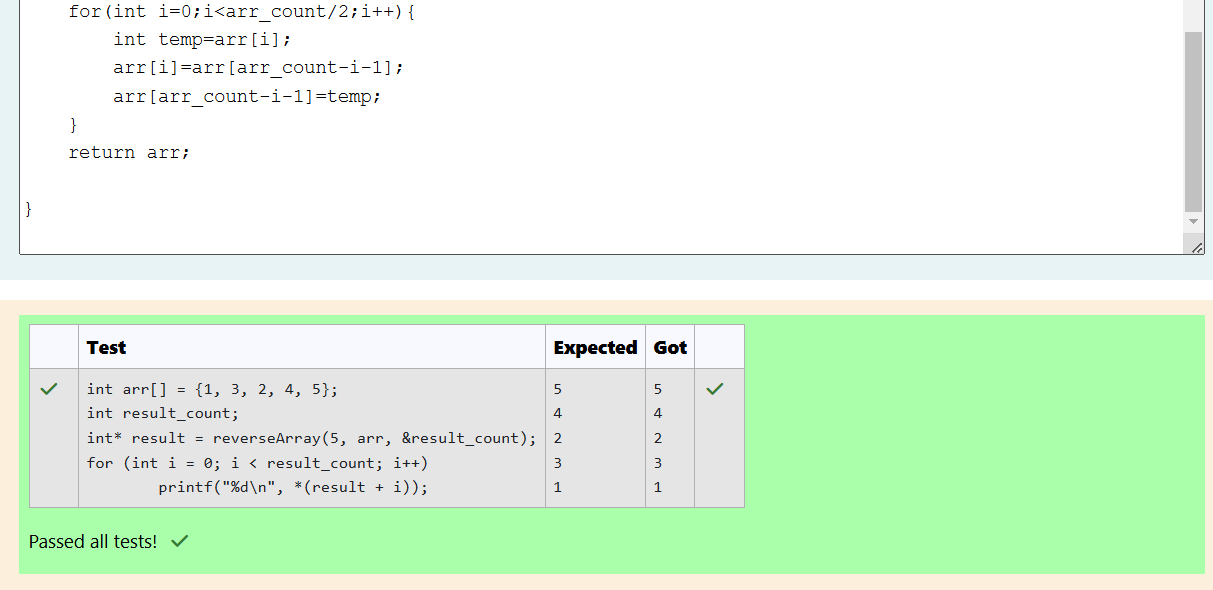 for(int i=0;i<arr_count/2;i++){
int temp=arr[i];
arr[i]=arr[arr_count-i-1];
arr[arr_count-i-1]=temp;
}
return arr;
}
Test Expected Got
int arr[] = {1, 3, 2, 4, 5}; 5 5
int result_count; 4 4
int* result = reverseArray(5, arr, &result_count); 2 2
for (int i = 0; i < result_count; i++) 3 3
printf("%d\n", *(result + i)); 1 1
Passed all tests!